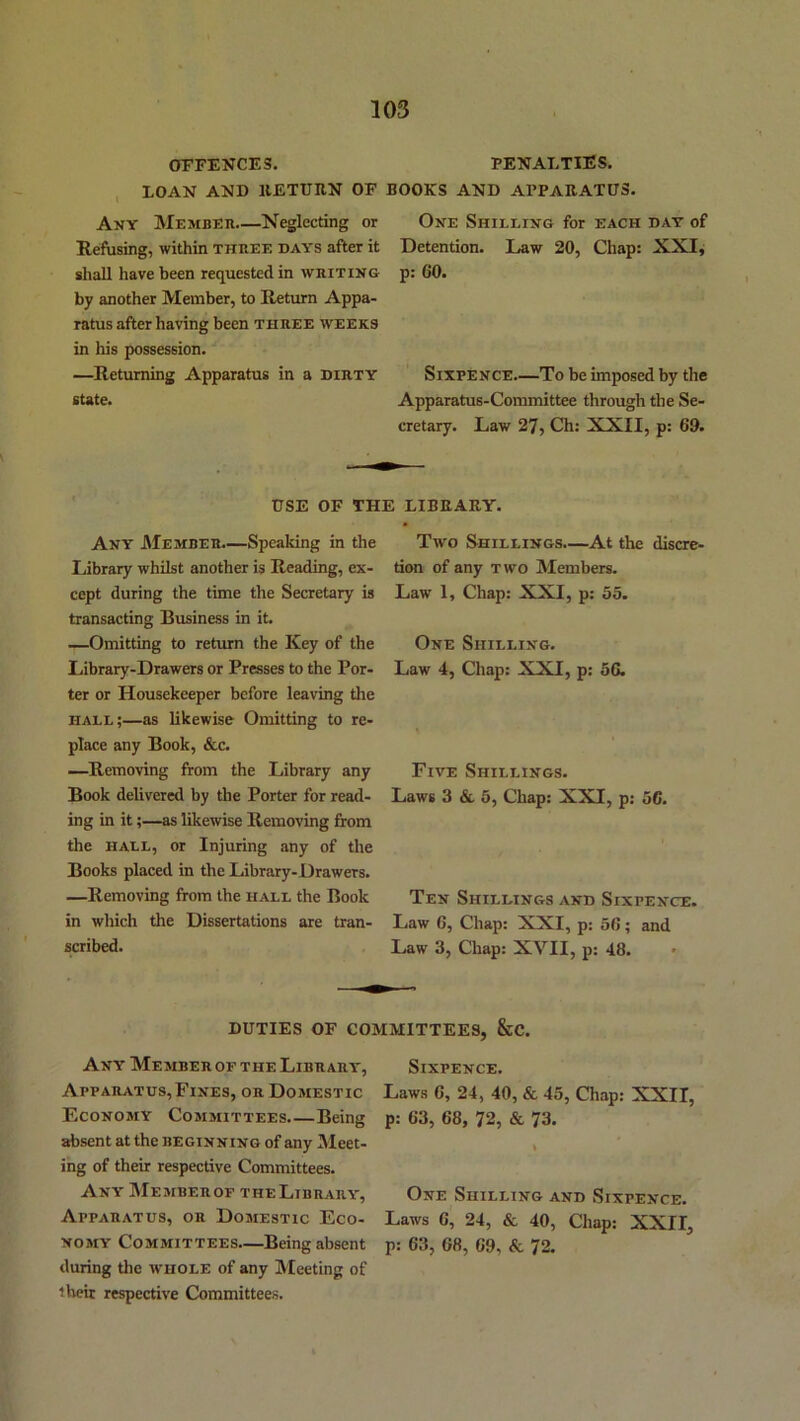 103
OFFENCES. PENALTIES.
LOAN AND RETURN OF BOOKS AND APPARATUS.
ANY MEMBER.—Neglecting or
Refusing, within THREE DAYS after it
shall have been requested in WRITING
by another Member, to Return Appa-
ratus after having been THREE WEEKS
in his possession.
—Returning Apparatus in a DIRTY
state.
ONE SHILLING for EACH DAY of
Detention. Law 20, Chap: XXI,
p: 60.
SIXPENCE.—To be imposed by the
Apparatus-Committee through the Se-
cretary. Law 27, Ch: XXII, p: 69.
USE OF THE LIBRARY.
ANY MEMBER.—Speaking in the
Library whilst another is Reading, ex-
cept during the time the Secretary is
transacting Business in it.
—Omitting to return the Key of the
Library-Drawers or Presses to the Por-
ter or Housekeeper before leaving the
HALL;—as likewise Omitting to re-
place any Book, &c.
—Removing from the Library any
Book delivered by the Porter for read-
ing in it;—as likewise Removing from
the HALL, or Injuring any of the
Books placed in the Library-Drawers.
—Removing from the HALL the Book
in which the Dissertations are tran-
scribed.
TWO SHILLINGS.—At the discre-
tion of any TWO Members.
Law 1, Chap: XXI, p: 55.
ONE SHILLING.
Law 4, Chap: XXI, p: 56.
FIVE SHILLINGS.
Laws 3 & 5, Chap: XXI, p: 56.
TEN SHILLINGS AND SIXPENCE.
Law 6, Chap: XXI, p: 56; and
Law 3, Chap: XVII, p: 48.
DUTIES OF COMMITTEES, &c.
ANY MEMBER OF THE LIBRARY,
APPARATUS, FINES, OR DOMESTIC
ECONOMY COMMITTEES.—Being
absent at the BEGINNING of any Meet-
ing of their respective Committees.
ANY MEMBER OF THE LIBRARY,
APPARATUS, OR DOMESTIC ECO-
NOMY COMMITTEES.—Being absent
during the WHOLE of any Meeting of
their respective Committees.
SIXPENCE.
Laws 6, 24, 40, & 45, Chap: XXII,
p: 63, 68, 72, & 73.
ONE SHILLING AND SIXPENCE.
Laws 6, 24, & 40, Chap: XXII,
p: 63, 68, 69, & 72.